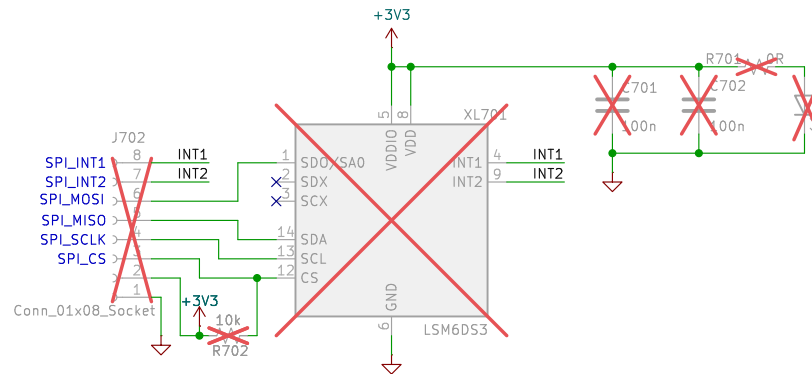 +3V3
R701 0R
C701
C702
100n
100n
XL701
5
8
VDDIO
VDD
J702
SPI_INT1 8 INT1
SPI_INT2 7 INT2
SPI_MOSI 6
SPI_MISO 5
SPI_SCLK 4
SPI_CS 3
2
1
Conn_01x08_Socket
1 SDO/SA0
2 SDX
3 SCX
14 SDA
13 SCL
12 CS
INT1 4 INT1
INT2 9 INT2
+3V3
10k
R702
GND
6
LSM6DS3